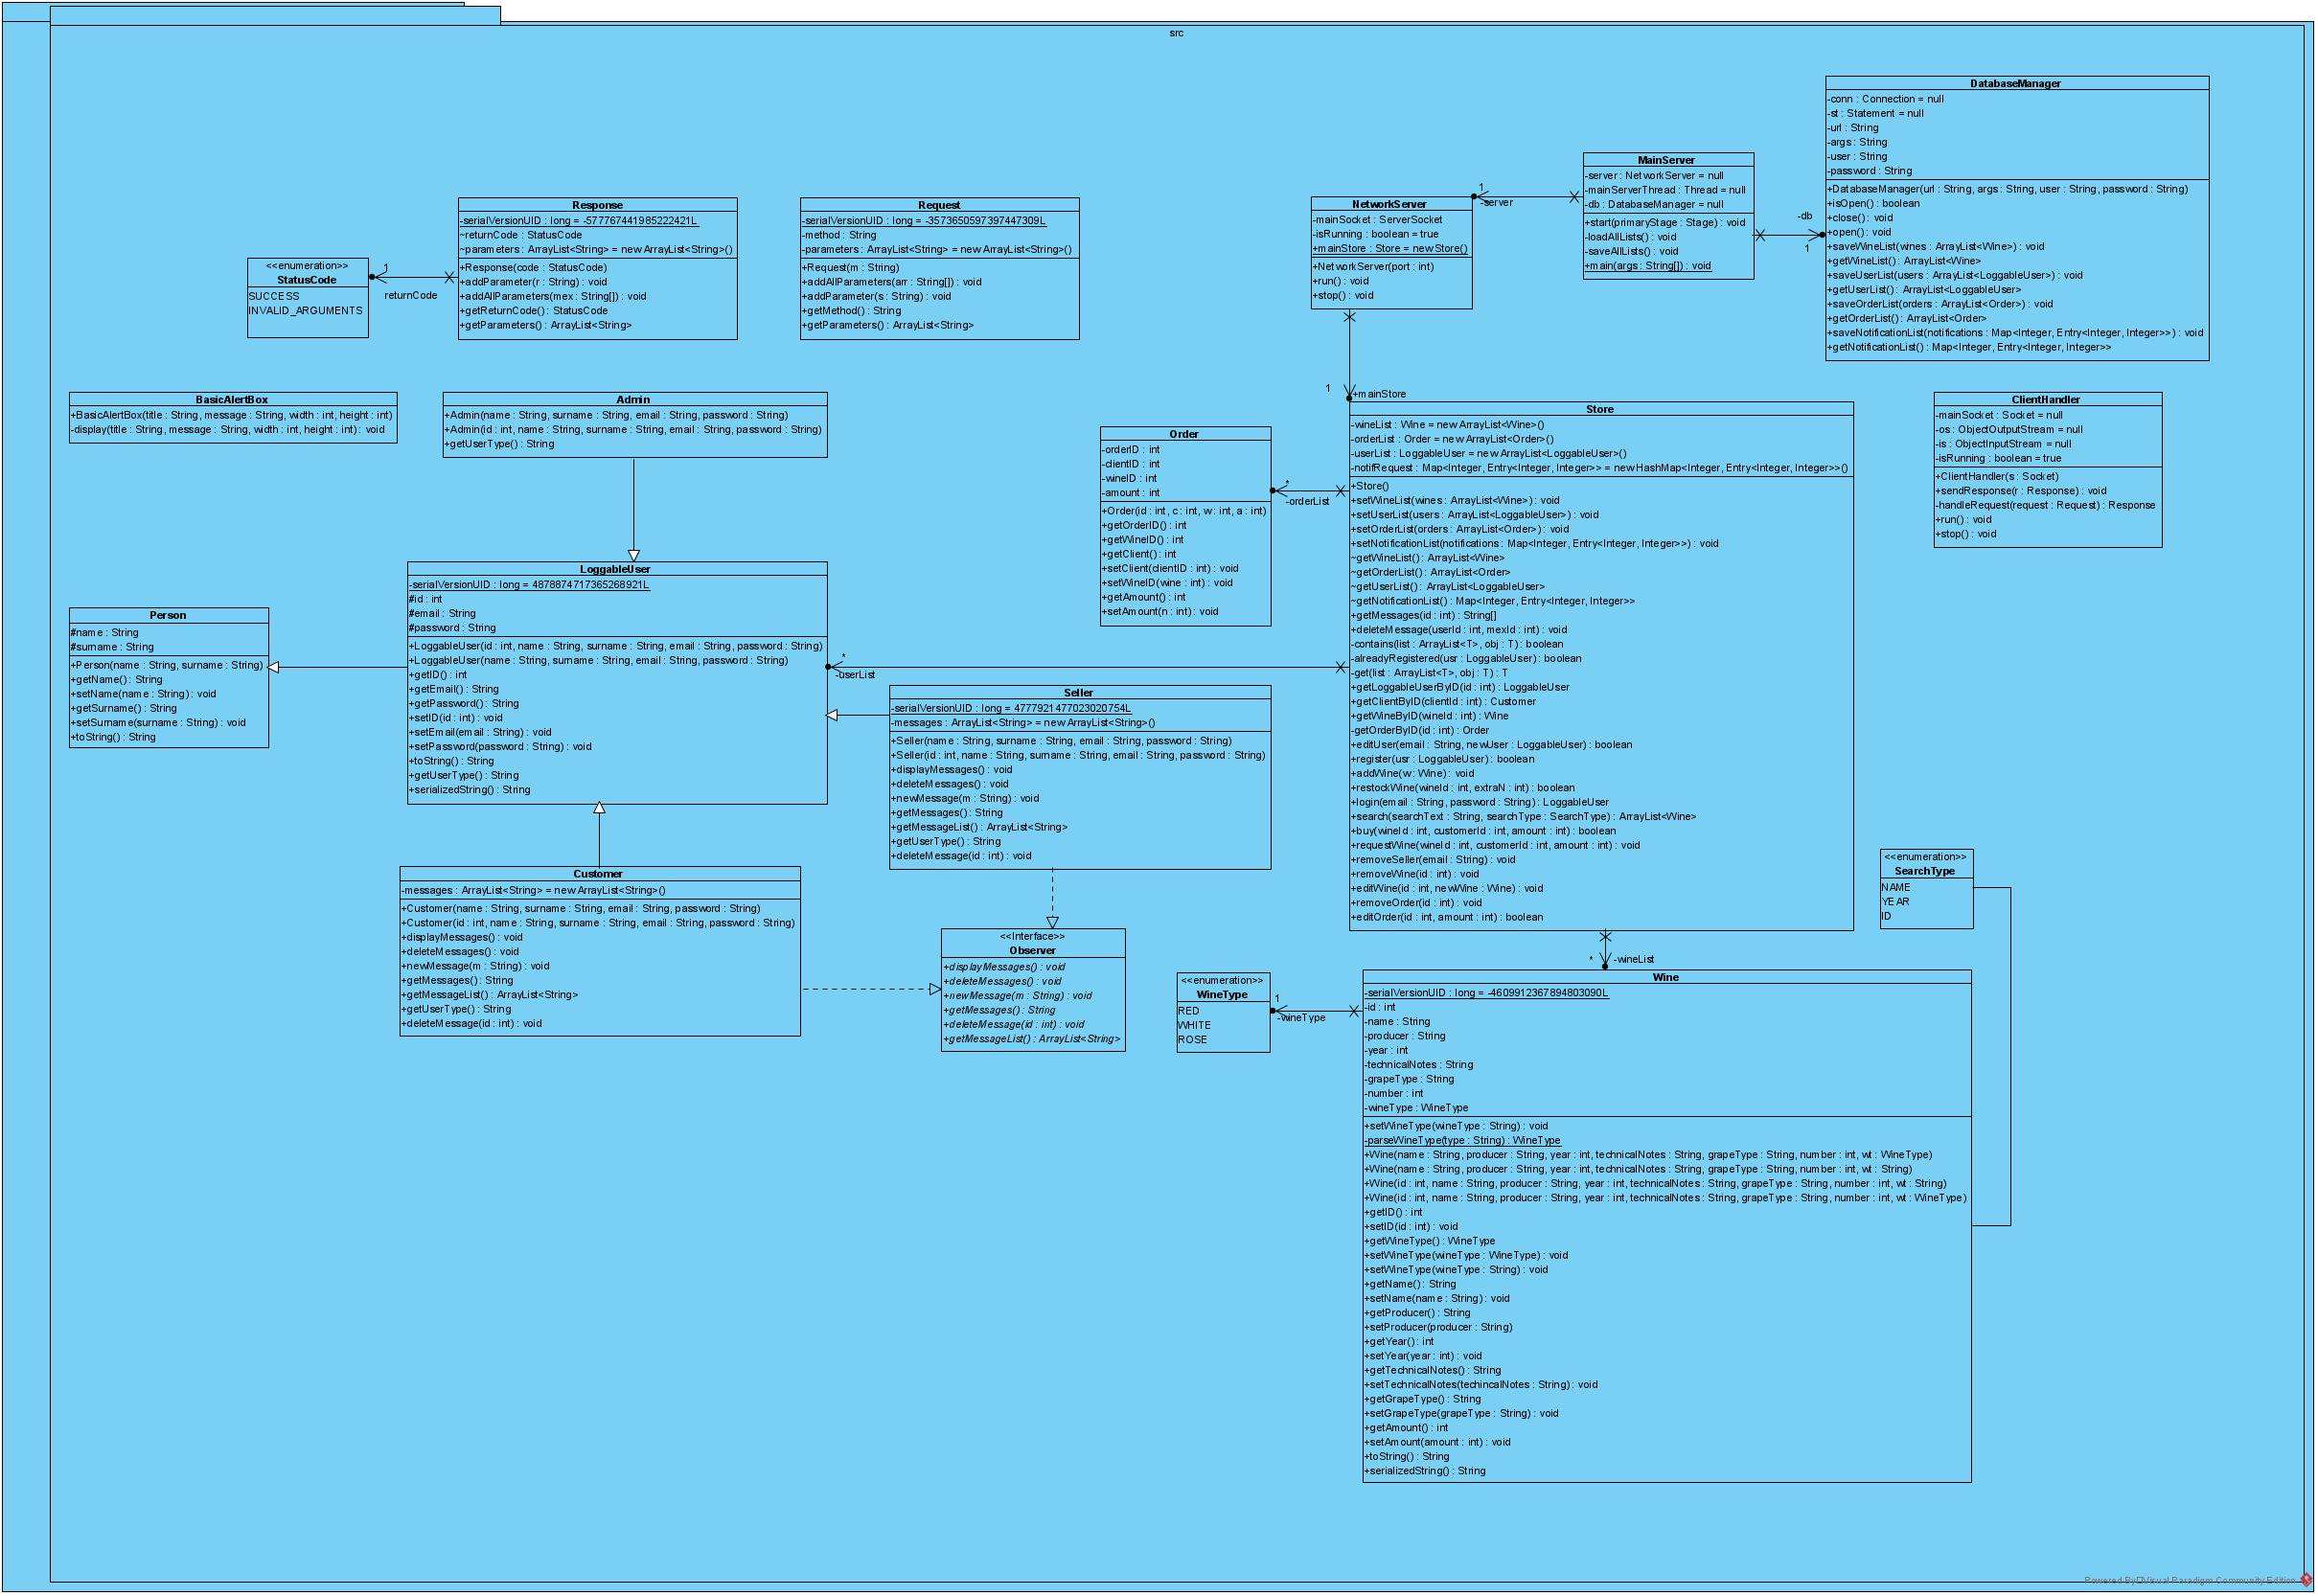 src
DatabaseManager
-conn : Connection = null
-st : Statement = null
-url : String
-args : String
-user : String
-password : String
+DatabaseManager(url : String, args : String, user : String, password : String)
+isOpen() : boolean
+close() : void
+open() : void
+saveWineList(wines : ArrayList<Wine>) : void
+getWineList() : ArrayList<Wine>
+saveUserList(users : ArrayList<LoggableUser>) : void
+getUserList() : ArrayList<LoggableUser>
+saveOrderList(orders : ArrayList<Order>) : void
+getOrderList() : ArrayList<Order>
+saveNotificationList(notifications : Map<Integer, Entry<Integer, Integer>>) : void
+getNotificationList() : Map<Integer, Entry<Integer, Integer>>
MainServer
-server : NetworkServer = null
-mainServerThread : Thread = null
-db : DatabaseManager = null
+start(primaryStage : Stage) : void
-loadAllLists() : void
-saveAllLists() : void
+main(args : String[]) : void
-db
1
1
-server
NetworkServer
-mainSocket : ServerSocket
-isRunning : boolean = true
+mainStore : Store = new Store()
+NetworkServer(port : int)
+run() : void
+stop() : void
1
+mainStore
Response
-serialVersionUID : long = -577767441985222421L
~returnCode : StatusCode
~parameters : ArrayList<String> = new ArrayList<String>()
+Response(code : StatusCode)
+addParameter(r : String) : void
+addAllParameters(mex : String[]) : void
+getReturnCode() : StatusCode
+getParameters() : ArrayList<String>
Request
-serialVersionUID : long = -3573650597397447309L
-method : String
-parameters : ArrayList<String> = new ArrayList<String>()
+Request(m : String)
+addAllParameters(arr : String[]) : void
+addParameter(s : String) : void
+getMethod() : String
+getParameters() : ArrayList<String>
<<enumeration>>
StatusCode
SUCCESS
INVALID_ARGUMENTS
1
returnCode
BasicAlertBox
+BasicAlertBox(title : String, message : String, width : int, height : int)
-display(title : String, message : String, width : int, height : int) : void
Admin
+Admin(name : String, surname : String, email : String, password : String)
+Admin(id : int, name : String, surname : String, email : String, password : String)
+getUserType() : String
Order
-orderID : int
-clientID : int
-wineID : int
-amount : int
+Order(id : int, c : int, w : int, a : int)
+getOrderID() : int
+getWineID() : int
+getClient() : int
+setClient(clientID : int) : void
+setWineID(wine : int) : void
+getAmount() : int
+setAmount(n : int) : void
*
-orderList
Store
-wineList : Wine = new ArrayList<Wine>()
-orderList : Order = new ArrayList<Order>()
-userList : LoggableUser = new ArrayList<LoggableUser>()
-notifRequest : Map<Integer, Entry<Integer, Integer>> = new HashMap<Integer, Entry<Integer, Integer>>()
+Store()
+setWineList(wines : ArrayList<Wine>) : void
+setUserList(users : ArrayList<LoggableUser>) : void
+setOrderList(orders : ArrayList<Order>) : void
+setNotificationList(notifications : Map<Integer, Entry<Integer, Integer>>) : void
~getWineList() : ArrayList<Wine>
~getOrderList() : ArrayList<Order>
~getUserList() : ArrayList<LoggableUser>
~getNotificationList() : Map<Integer, Entry<Integer, Integer>>
+getMessages(id : int) : String[]
+deleteMessage(userId : int, mexId : int) : void
-contains(list : ArrayList<T>, obj : T) : boolean
-alreadyRegistered(usr : LoggableUser) : boolean
-get(list : ArrayList<T>, obj : T) : T
+getLoggableUserByID(id : int) : LoggableUser
+getClientByID(clientId : int) : Customer
+getWineByID(wineId : int) : Wine
-getOrderByID(id : int) : Order
+editUser(email : String, newUser : LoggableUser) : boolean
+register(usr : LoggableUser) : boolean
+addWine(w : Wine) : void
+restockWine(wineId : int, extraN : int) : boolean
+login(email : String, password : String) : LoggableUser
+search(searchText : String, searchType : SearchType) : ArrayList<Wine>
+buy(wineId : int, customerId : int, amount : int) : boolean
+requestWine(wineId : int, customerId : int, amount : int) : void
+removeSeller(email : String) : void
+removeWine(id : int) : void
+editWine(id : int, newWine : Wine) : void
+removeOrder(id : int) : void
+editOrder(id : int, amount : int) : boolean
ClientHandler
-mainSocket : Socket = null
-os : ObjectOutputStream = null
-is : ObjectInputStream = null
-isRunning : boolean = true
+ClientHandler(s : Socket)
+sendResponse(r : Response) : void
-handleRequest(request : Request) : Response
+run() : void
+stop() : void
LoggableUser
-serialVersionUID : long = 4878874717365268921L
#id : int
#email : String
#password : String
+LoggableUser(id : int, name : String, surname : String, email : String, password : String)
+LoggableUser(name : String, surname : String, email : String, password : String)
+getID() : int
+getEmail() : String
+getPassword() : String
+setID(id : int) : void
+setEmail(email : String) : void
+setPassword(password : String) : void
+toString() : String
+getUserType() : String
+serializedString() : String
*
-userList
Person
#name : String
#surname : String
+Person(name : String, surname : String)
+getName() : String
+setName(name : String) : void
+getSurname() : String
+setSurname(surname : String) : void
+toString() : String
Seller
-serialVersionUID : long = 4777921477023020754L
-messages : ArrayList<String> = new ArrayList<String>()
+Seller(name : String, surname : String, email : String, password : String)
+Seller(id : int, name : String, surname : String, email : String, password : String)
+displayMessages() : void
+deleteMessages() : void
+newMessage(m : String) : void
+getMessages() : String
+getMessageList() : ArrayList<String>
+getUserType() : String
+deleteMessage(id : int) : void
Customer
-messages : ArrayList<String> = new ArrayList<String>()
+Customer(name : String, surname : String, email : String, password : String)
+Customer(id : int, name : String, surname : String, email : String, password : String)
+displayMessages() : void
+deleteMessages() : void
+newMessage(m : String) : void
+getMessages() : String
+getMessageList() : ArrayList<String>
+getUserType() : String
+deleteMessage(id : int) : void
<<Interface>>
Observer
+displayMessages() : void
+deleteMessages() : void
+newMessage(m : String) : void
+getMessages() : String
+deleteMessage(id : int) : void
+getMessageList() : ArrayList<String>
<<enumeration>>
SearchType
NAME
YEAR
ID
*
-wineList
<<enumeration>>
WineType
RED
WHITE
ROSE
1
-wineType
Wine
-serialVersionUID : long = -4609912367894803090L
-id : int
-name : String
-producer : String
-year : int
-technicalNotes : String
-grapeType : String
-number : int
-wineType : WineType
+setWineType(wineType : String) : void
-parseWineType(type : String) : WineType
+Wine(name : String, producer : String, year : int, technicalNotes : String, grapeType : String, number : int, wt : WineType)
+Wine(name : String, producer : String, year : int, technicalNotes : String, grapeType : String, number : int, wt : String)
+Wine(id : int, name : String, producer : String, year : int, technicalNotes : String, grapeType : String, number : int, wt : String)
+Wine(id : int, name : String, producer : String, year : int, technicalNotes : String, grapeType : String, number : int, wt : WineType)
+getID() : int
+setID(id : int) : void
+getWineType() : WineType
+setWineType(wineType : WineType) : void
+setWineType(wineType : String) : void
+getName() : String
+setName(name : String) : void
+getProducer() : String
+setProducer(producer : String)
+getYear() : int
+setYear(year : int) : void
+getTechnicalNotes() : String
+setTechnicalNotes(techincalNotes : String) : void
+getGrapeType() : String
+setGrapeType(grapeType : String) : void
+getAmount() : int
+setAmount(amount : int) : void
+toString() : String
+serializedString() : String
Powered By Visual Paradigm Community Edition